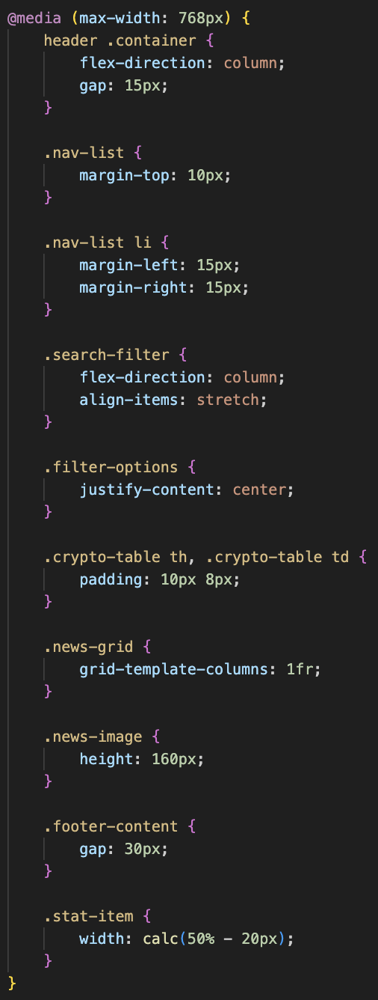 @media (max-width: 768px) {
    header .container {
        flex-direction: column;
        gap: 15px;
    }

    .nav-list {
        margin-top: 10px;
    }

    .nav-list li {
        margin-left: 15px;
        margin-right: 15px;
    }

    .search-filter {
        flex-direction: column;
        align-items: stretch;
    }

    .filter-options {
        justify-content: center;
    }

    .crypto-table th, .crypto-table td {
        padding: 10px 8px;
    }

    .news-grid {
        grid-template-columns: 1fr;
    }

    .news-image {
        height: 160px;
    }

    .footer-content {
        gap: 30px;
    }

    .stat-item {
        width: calc(50% - 20px);
    }
}